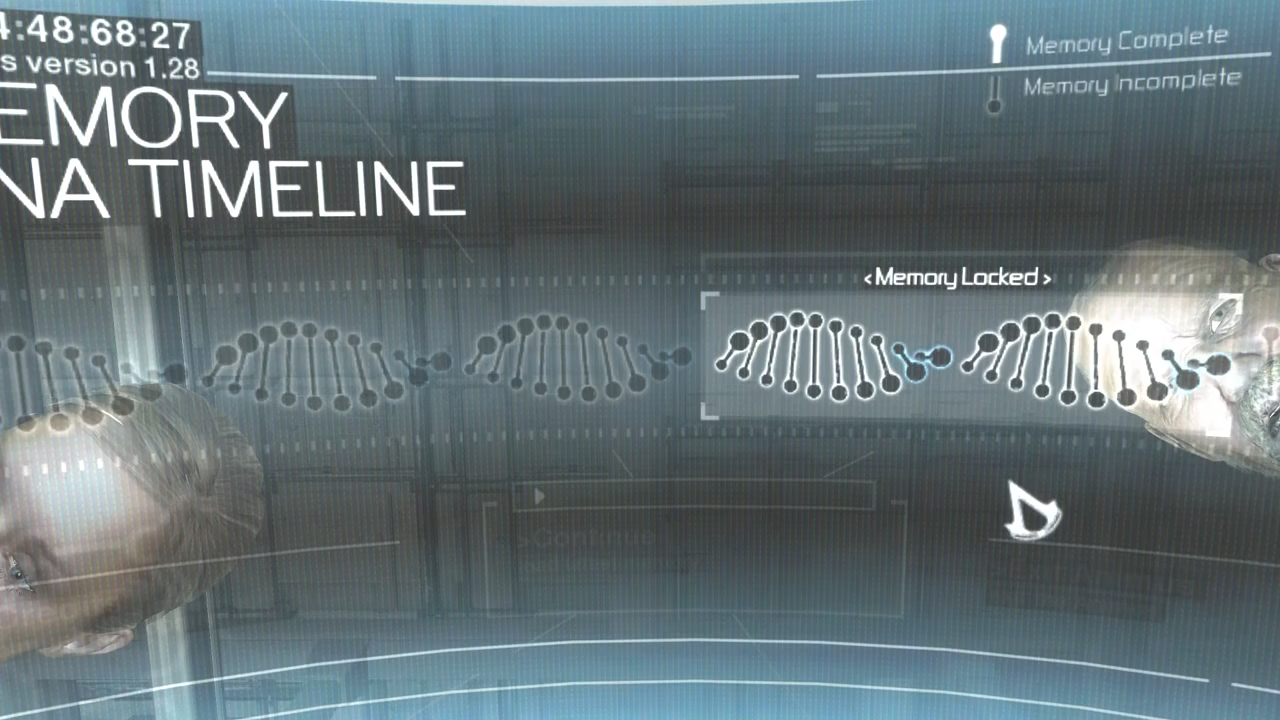 4:48:68:27
s version 1.28
EMORY
NA TIMELINE
Memory Complete
Memory Incomplete
<Memory Locked>